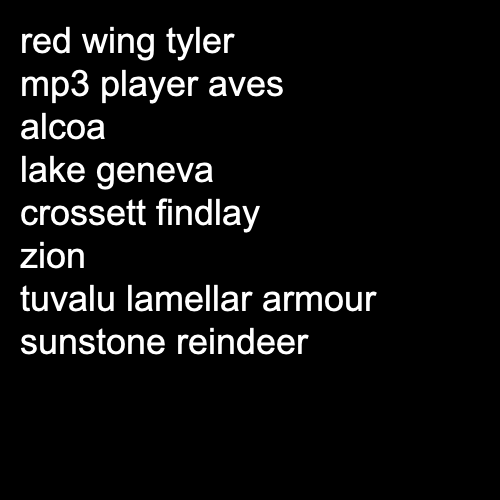 red wing tyler
mp3 player aves
alcoa
lake geneva
crossett findlay
zion
tuvalu lamellar armour
sunstone reindeer